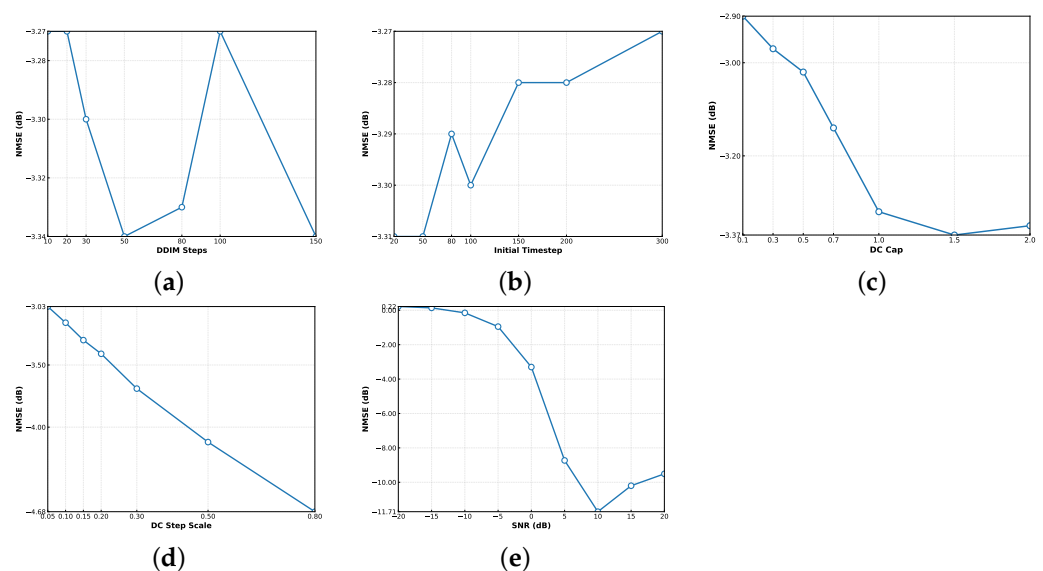 −3.27
−3.28
−3.30
−3.32
−3.34
NMSE (dB)
10 20 30 50 80 100 150
DDIM Steps
(a)
−3.27
−3.28
−3.29
−3.30
−3.31
NMSE (dB)
20 50 80 100 150 200 300
Initial Timestep
(b)
−2.90
−3.00
−3.20
−3.37
NMSE (dB)
0.1 0.3 0.5 0.7 1.0 1.5 2.0
DC Cap
(c)
−3.03
−3.50
−4.00
−4.68
NMSE (dB)
0.05 0.10 0.15 0.20 0.30 0.50 0.80
DC Step Scale
(d)
0.22
0.00
−2.00
−4.00
−6.00
−8.00
−10.00
−11.71
NMSE (dB)
−20 −15 −10 −5 0 5 10 15 20
SNR (dB)
(e)